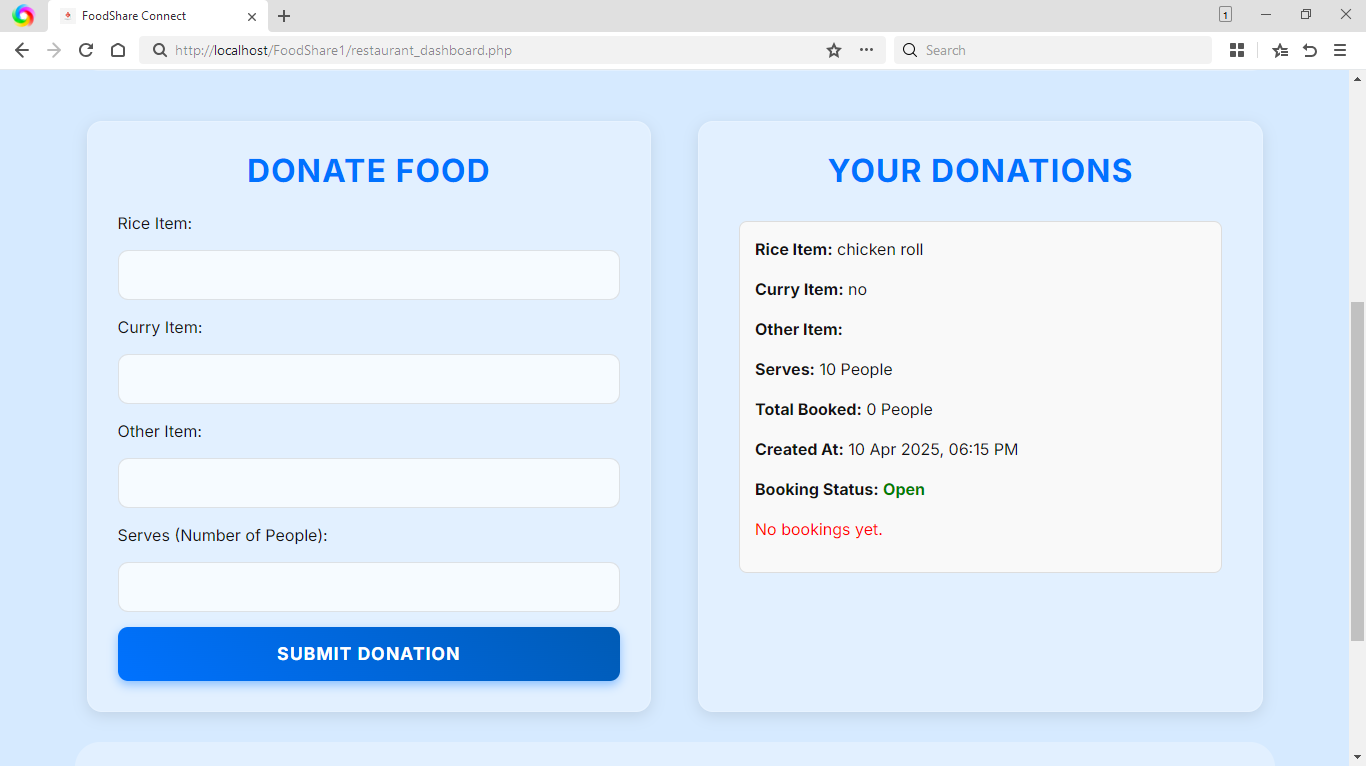 FoodShare Connect
1
http://localhost/FoodShare1/restaurant_dashboard.php
Search
DONATE FOOD
Rice Item:
Curry Item:
Other Item:
Serves (Number of People):
SUBMIT DONATION
YOUR DONATIONS
Rice Item: chicken roll
Curry Item: no
Other Item:
Serves: 10 People
Total Booked: 0 People
Created At: 10 Apr 2025, 06:15 PM
Booking Status: Open
No bookings yet.